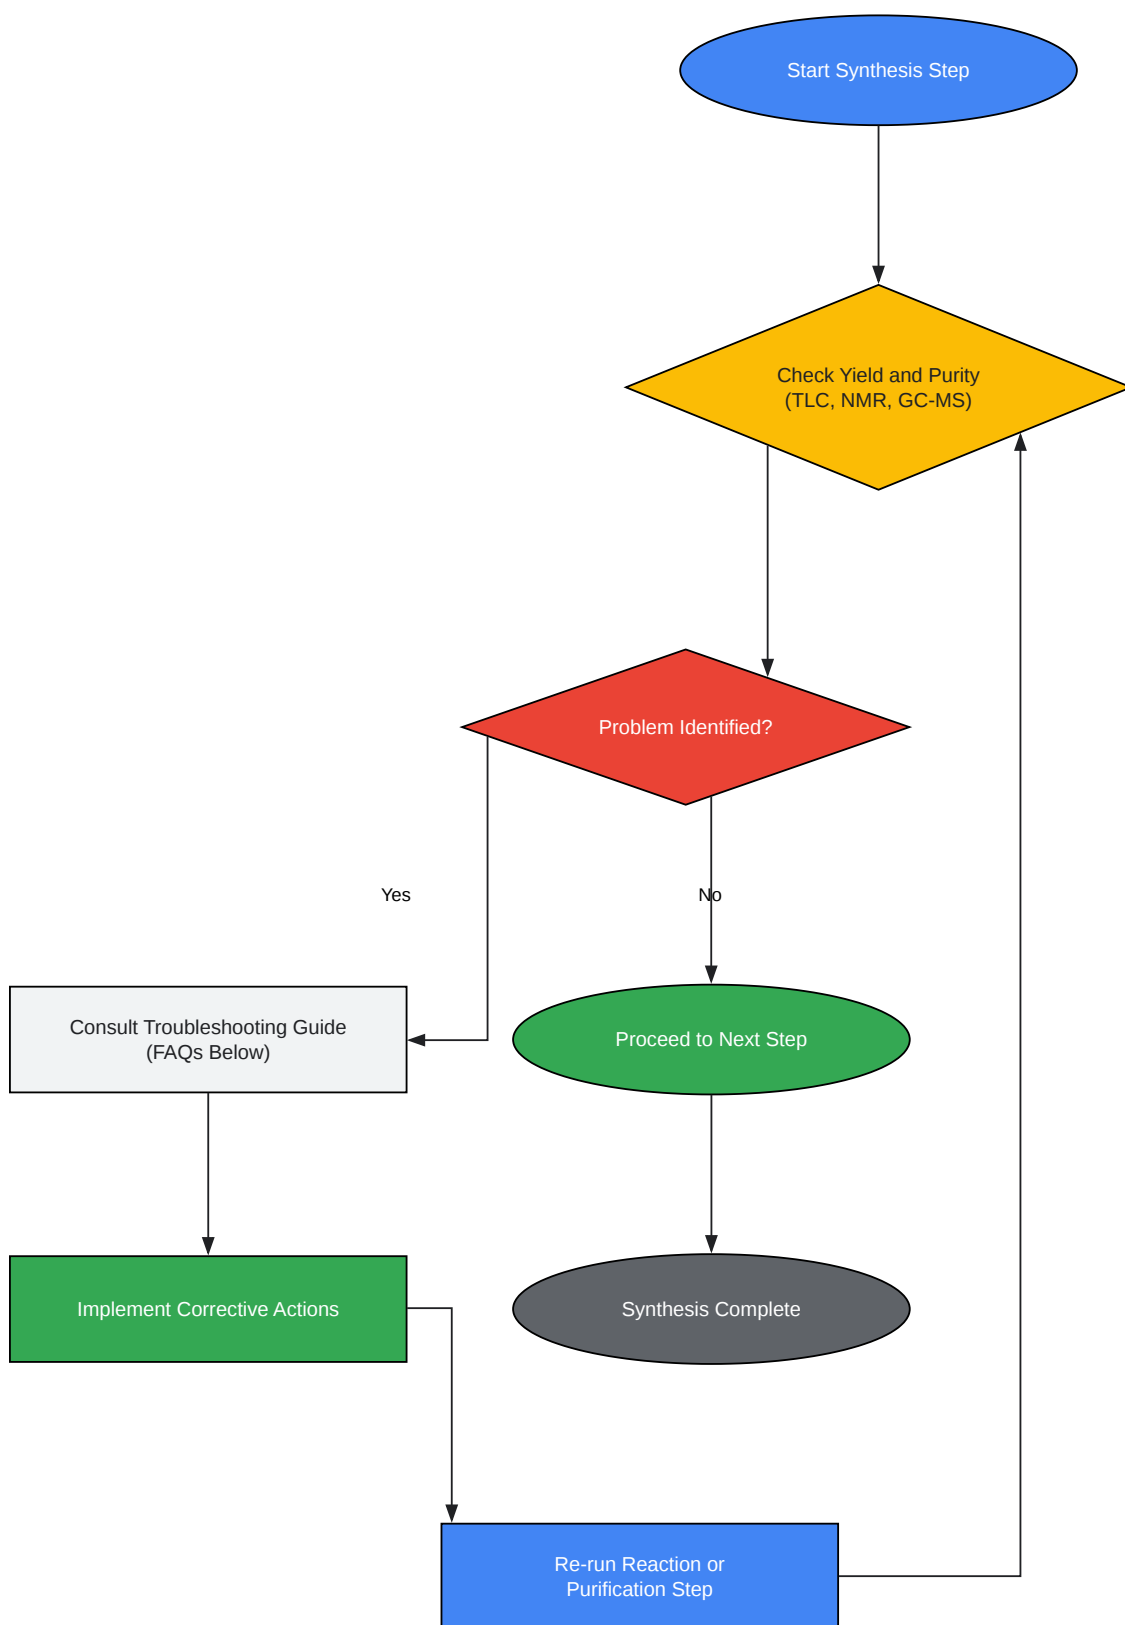 Start Synthesis Step
Check Yield and Purity
(TLC, NMR, GC-MS)
Problem Identified?
Yes
No
Consult Troubleshooting Guide
(FAQs Below)
Proceed to Next Step
Implement Corrective Actions
Synthesis Complete
Re-run Reaction or
Purification Step